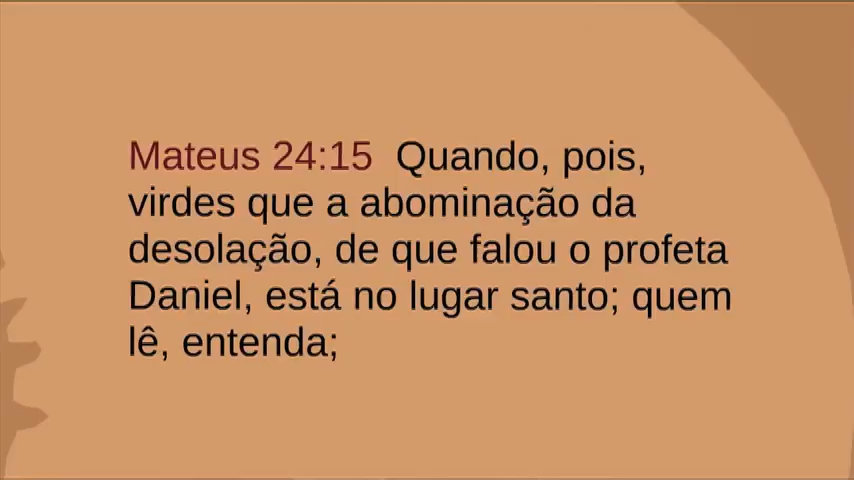 Mateus 24:15 Quando, pois,
virdes que a abominação da
desolação, de que falou o profeta
Daniel, está no lugar santo; quem
lê, entenda;